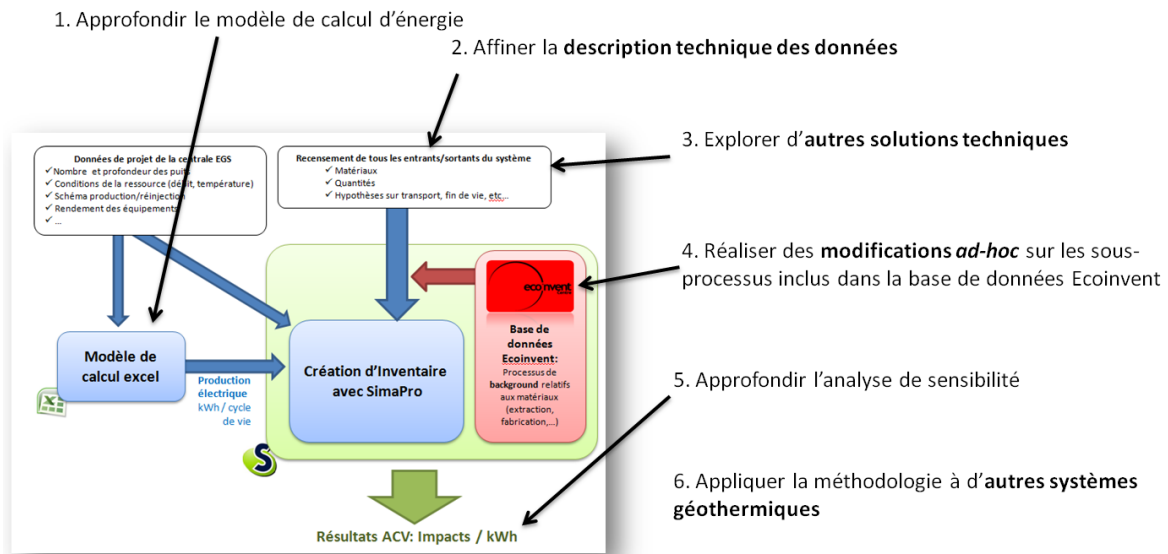 1. Approfondir le modèle de calcul d'énergie
2. Affiner la description technique des données
3. Explorer d'autres solutions techniques
4. Réaliser des modifications ad-hoc sur les sous-
processus inclus dans la base de données Ecoinvent
5. Approfondir l'analyse de sensibilité
6. Appliquer la méthodologie à d'autres systèmes
géothermiques
Données de projet de la centrale EGS
✓ Nombre et profondeur des puits
✓ Conditions de la ressource (débit, température)
✓ Schéma production/réinjection
✓ Rendement des équipements
✓ ...
Recensement de tous les entrants/sortants du système
✓ Matériaux
✓ Quantités
✓ Hypothèses sur transport, fin de vie, etc,..
ecoinvent
Base de
données
Ecoinvent:
Processus de
background relatifs
aux matériaux
(extraction,
fabrication,...)
Modèle de
calcul excel
Production
électrique
kWh / cycle
de vie
Création d'Inventaire
avec SimaPro
S
Résultats ACV: Impacts / kWh